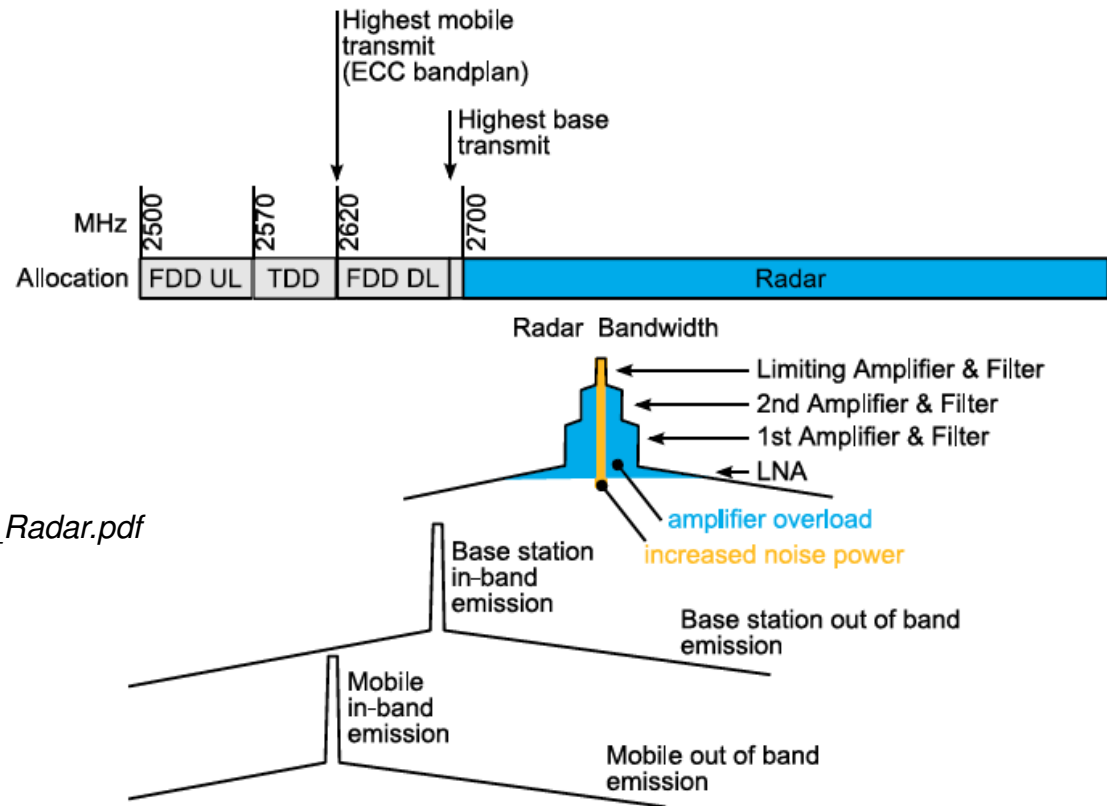 Highest mobile
transmit
(ECC bandplan)
Highest base
transmit
MHz
2500
2570
2620
2700
Allocation
FDD UL
TDD
FDD DL
Radar
Radar Bandwidth
Limiting Amplifier & Filter
2nd Amplifier & Filter
1st Amplifier & Filter
LNA
amplifier overload
increased noise power
_Radar.pdf
Base station
in-band
emission
Base station out of band
emission
Mobile
in-band
emission
Mobile out of band
emission